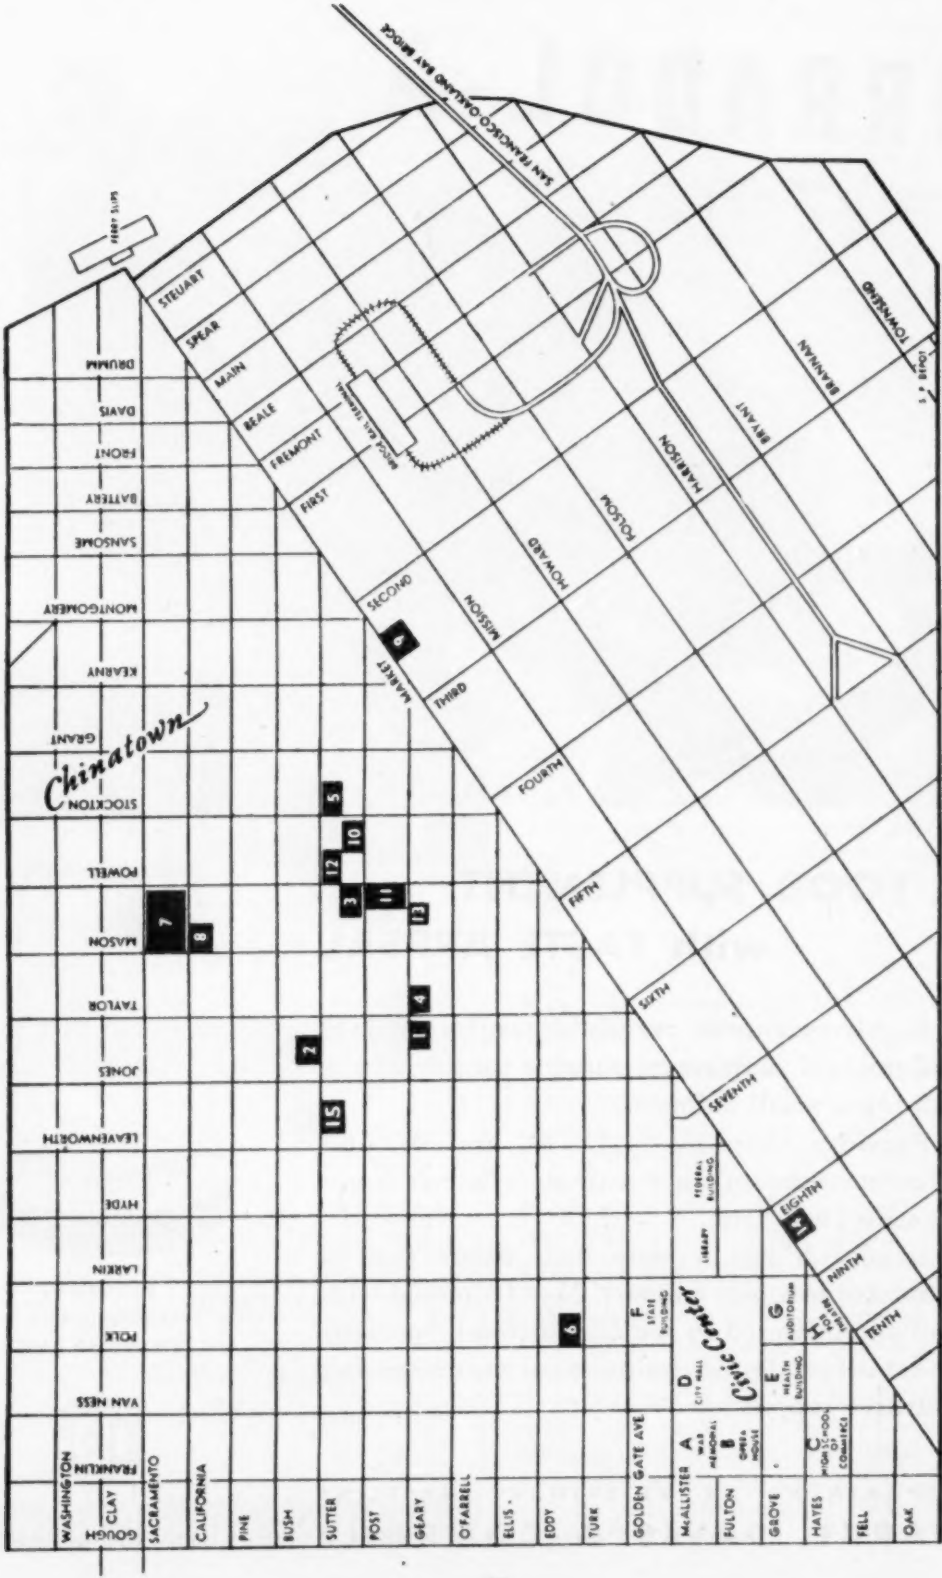 SAN FRANCISCO-OAKLAND BAY BRIDGE
FERRY SLIPS
STEUART
SPEAR
MAIN
BEALE
FREMONT
FIRST
SECOND
THIRD
FOURTH
FIFTH
SIXTH
SEVENTH
EIGHTH
NINTH
TENTH
MARKET
MISSION
HOWARD
FOLSOM
HARRISON
BRYANT
BRANNAN
TOWNSEND
S P DEPOT
BRIDGE RAIL TERMINAL
DRUMM
DAVIS
FRONT
BATTERY
SANSOME
MONTGOMERY
KEARNY
GRANT
Chinatown
STOCKTON
POWELL
MASON
TAYLOR
JONES
LEAVENWORTH
HYDE
LARKIN
POLK
VAN NESS
FRANKLIN
GOUGH
WASHINGTON
CLAY
SACRAMENTO
CALIFORNIA
PINE
BUSH
SUTTER
POST
GEARY
O'FARRELL
ELLIS
EDDY
TURK
GOLDEN GATE AVE.
McALLISTER
FULTON
GROVE
HAYES
FELL
OAK
9
5
10
12
3
11
13
7
8
4
1
2
15
6
14
FEDERAL
BUILDING
LIBRARY
F
STATE
BUILDING
Civic Center
D
CITY HALL
G
AUDITORIUM
E
HEALTH
BUILDING
H
FOX
THEATER
A
WAR
MEMORIAL
B
OPERA
HOUSE
C
HIGH SCHOOL
OF
COMMERCE